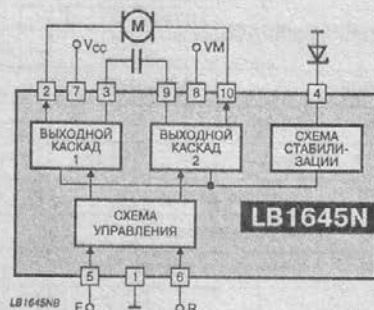 M
VCC
VM
2
7
3
9
8
10
4
ВЫХОДНОЙ
КАСКАД
1
ВЫХОДНОЙ
КАСКАД
2
СХЕМА
СТАБИЛИ-
ЗАЦИИ
СХЕМА
УПРАВЛЕНИЯ
LB1645N
5
1
6
LB1645NB
F
R